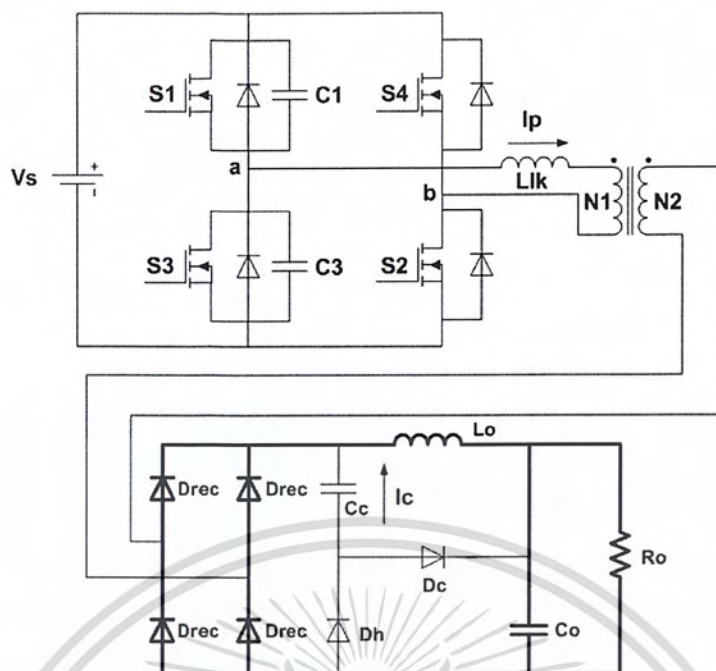 S1
C1
S4
Ip
Vs
+
-
a
b
Llk
N1
N2
S3
C3
S2
Lo
Drec
Drec
Cc
Ic
Dc
Ro
Drec
Drec
Dh
Co